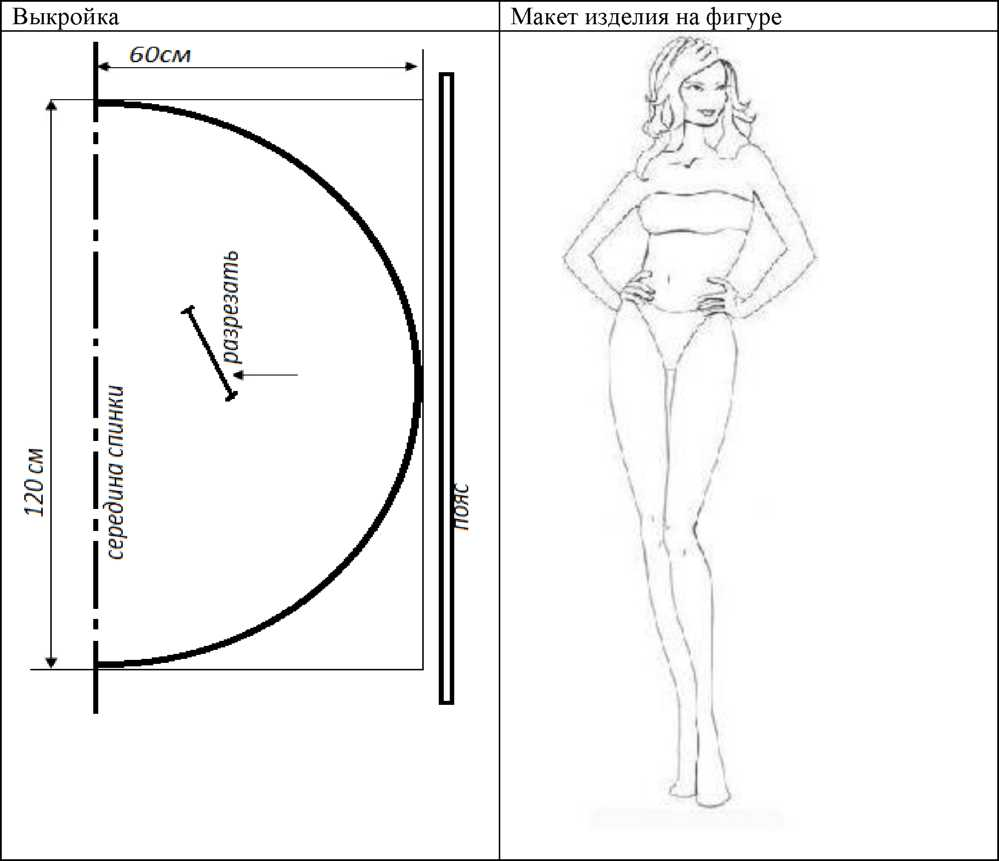 Выкройка
Макет изделия на фигуре
60см
разрезать
середина спинки
120 см
пояс